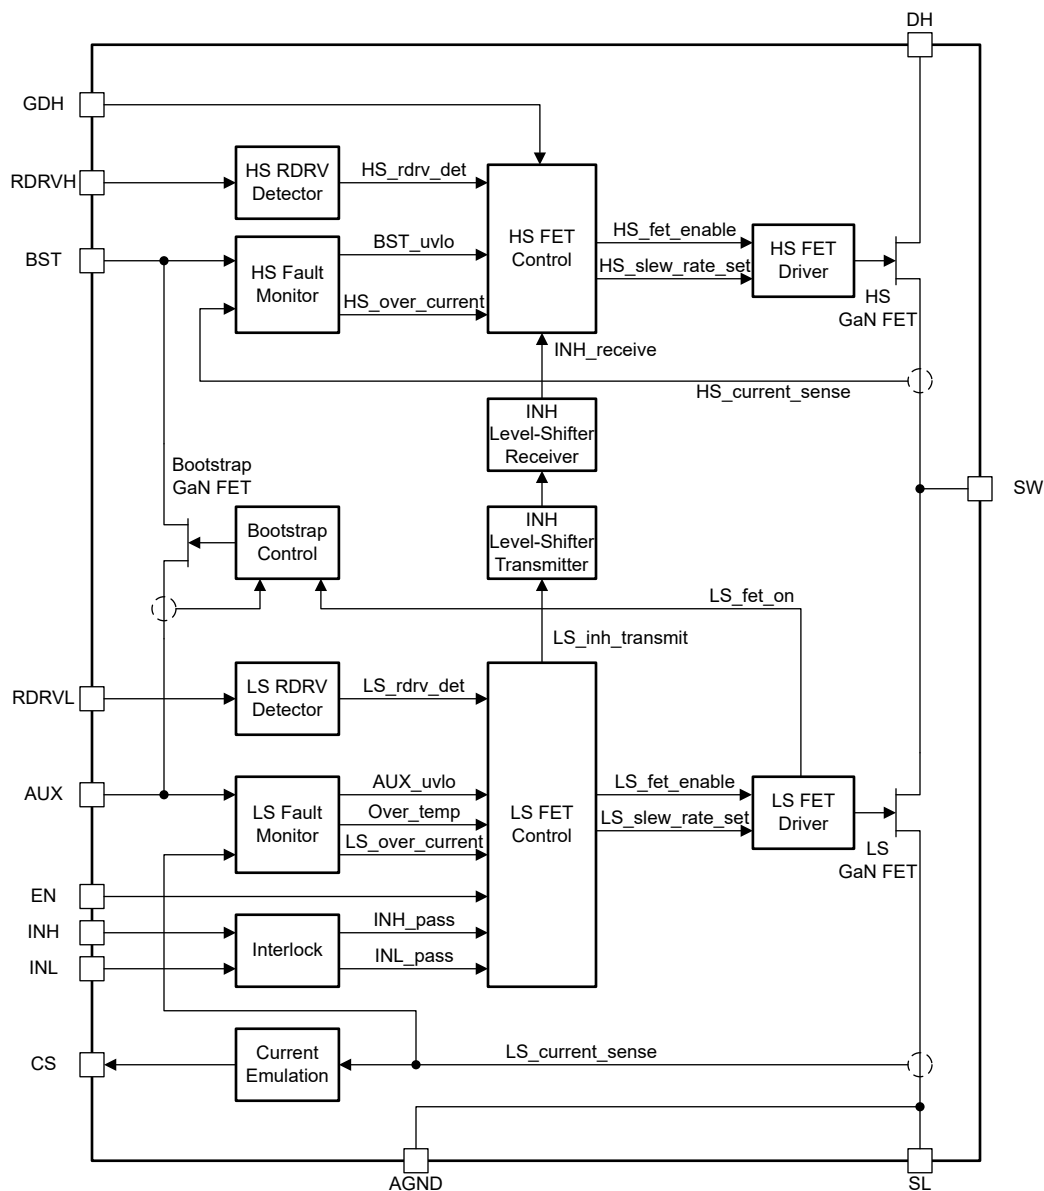 DH
GDH
HS RDRV
Detector
HS_rdrv_det
RDRVH
HS FET
Control
HS_fet_enable
BST_uvlo
HS FET
Driver
BST
HS Fault
Monitor
HS_slew_rate_set
HS_over_current
HS
GaN FET
INH_receive
HS_current_sense
INH
Level-Shifter
Receiver
Bootstrap
GaN FET
SW
Bootstrap
Control
INH
Level-Shifter
Transmitter
LS_fet_on
LS_inh_transmit
RDRVL
LS RDRV
Detector
LS_rdrv_det
AUX
LS Fault
Monitor
AUX_uvlo
Over_temp
LS_over_current
LS FET
Control
LS_fet_enable
LS_slew_rate_set
LS FET
Driver
LS
GaN FET
EN
INH
INL
Interlock
INH_pass
INL_pass
CS
Current
Emulation
LS_current_sense
AGND
SL